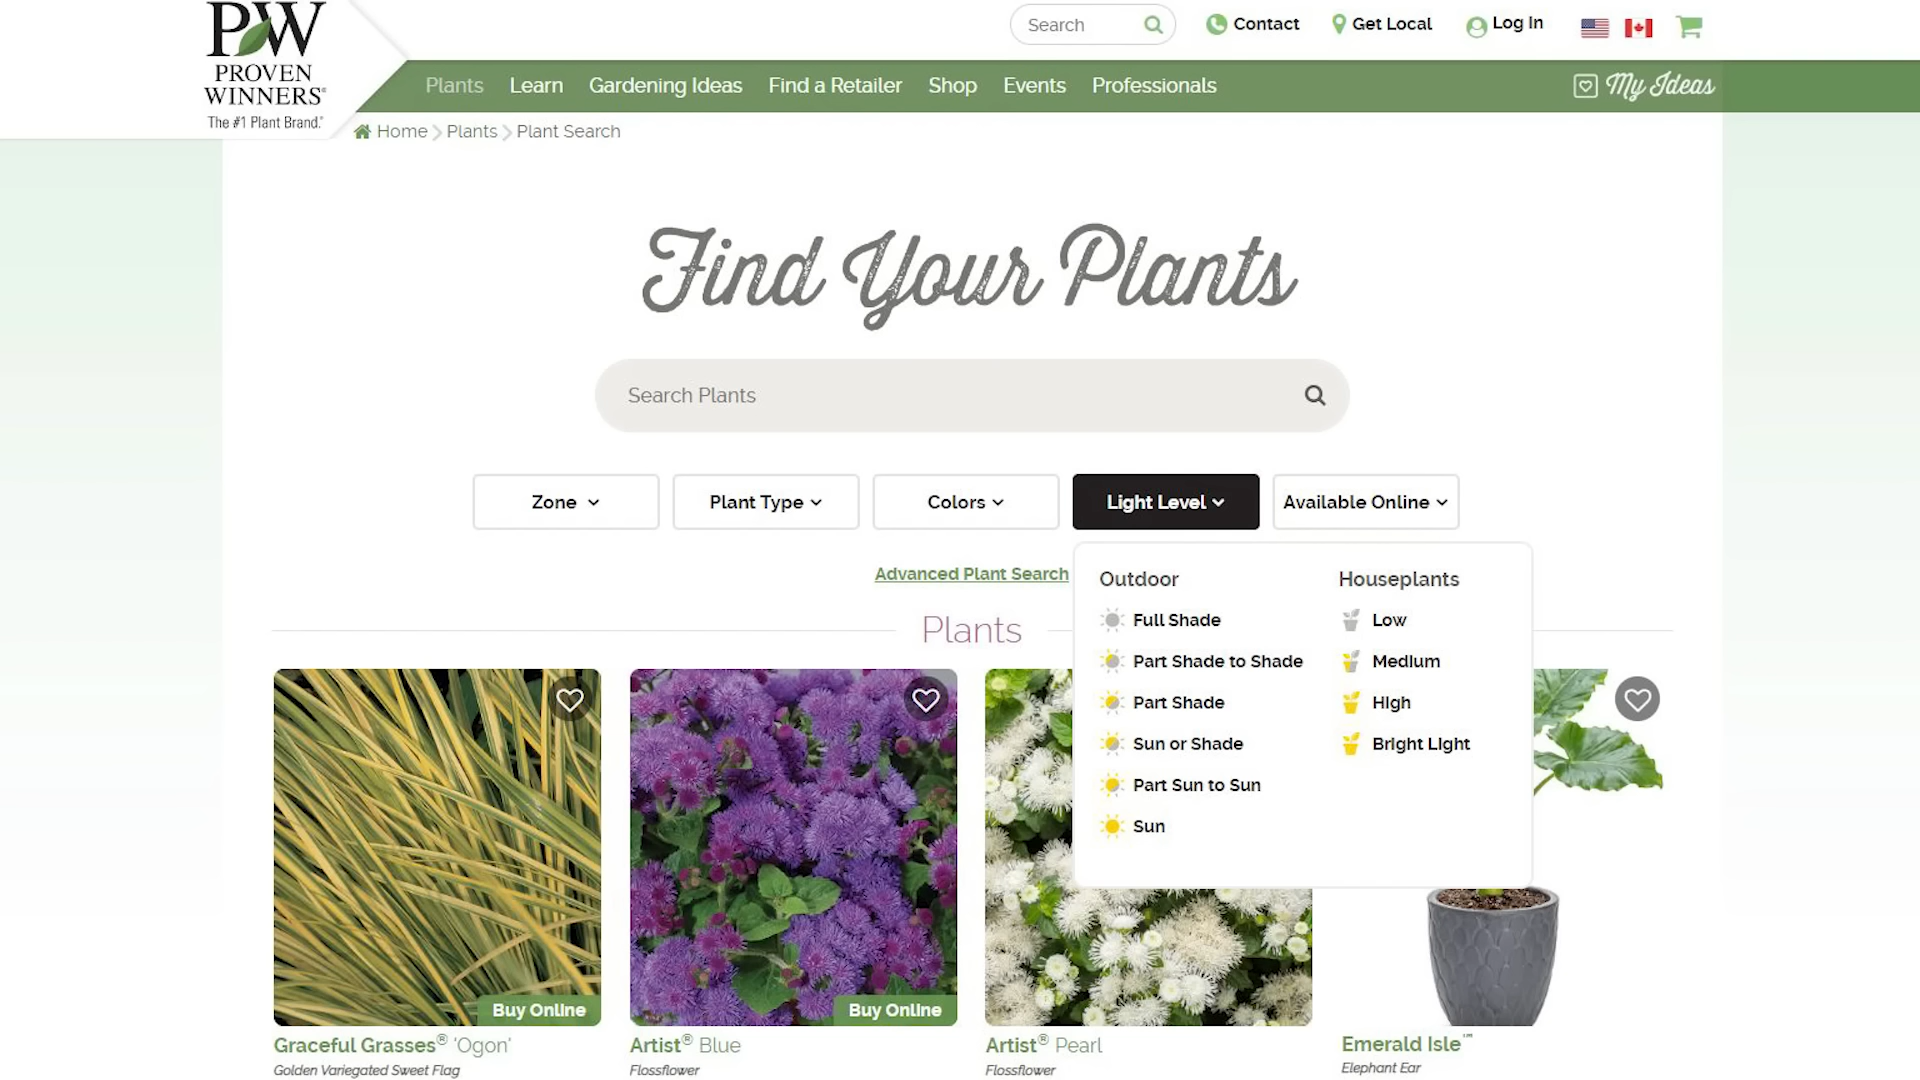 PW
PROVEN
WINNERS®
The #1 Plant Brand.®
Search
Contact
Get Local
Log In
Plants
Learn
Gardening Ideas
Find a Retailer
Shop
Events
Professionals
My Ideas
Home
Plants
Plant Search
Find Your Plants
Search Plants
Zone
Plant Type
Colors
Light Level
Available Online
Advanced Plant Search
Outdoor
Full Shade
Part Shade to Shade
Part Shade
Sun or Shade
Part Sun to Sun
Sun
Houseplants
Low
Medium
High
Bright Light
Plants
Buy Online
Graceful Grasses® 'Ogon'
Golden Variegated Sweet Flag
Buy Online
Artist® Blue
Flossflower
Artist® Pearl
Flossflower
Emerald Isle™
Elephant Ear